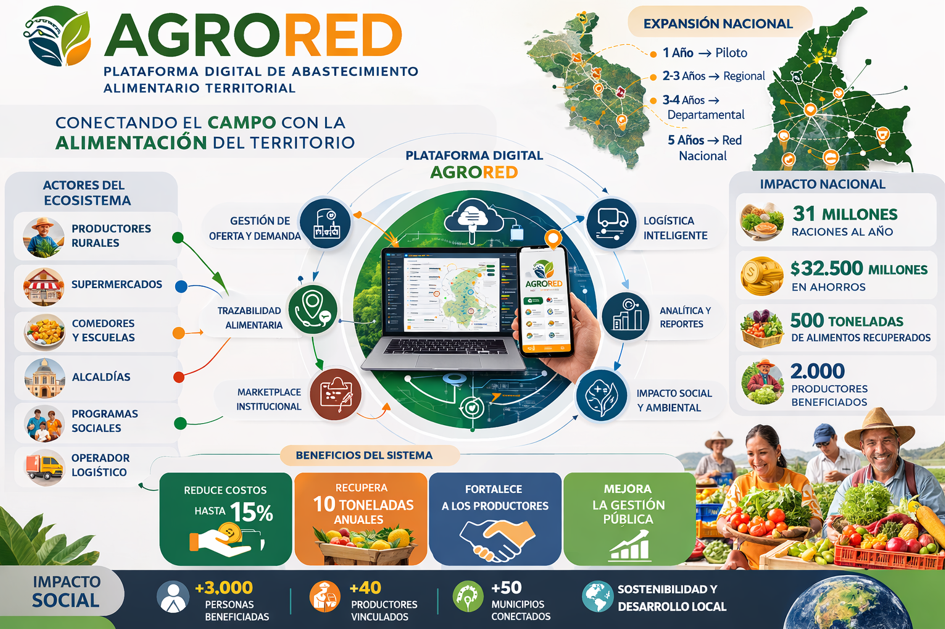 AGRORED
PLATAFORMA DIGITAL DE ABASTECIMIENTO
ALIMENTARIO TERRITORIAL
CONECTANDO EL CAMPO CON LA
ALIMENTACIÓN DEL TERRITORIO
EXPANSIÓN NACIONAL
1 Año → Piloto
2-3 Años → Regional
3-4 Años →
Departamental
5 Años → Red
Nacional
ACTORES DEL
ECOSISTEMA
PRODUCTORES
RURALES
SUPERMERCADOS
COMEDORES
Y ESCUELAS
ALCALDÍAS
PROGRAMAS
SOCIALES
OPERADOR
LOGÍSTICO
PLATAFORMA DIGITAL
AGRORED
GESTIÓN DE
OFERTA Y DEMANDA
TRAZABILIDAD
ALIMENTARIA
MARKETPLACE
INSTITUCIONAL
AGRORED
LOGÍSTICA
INTELIGENTE
ANALÍTICA Y
REPORTES
IMPACTO SOCIAL
Y AMBIENTAL
IMPACTO NACIONAL
31 MILLONES
RACIONES AL AÑO
$32.500 MILLONES
EN AHORROS
500 TONELADAS
DE ALIMENTOS RECUPERADOS
2.000
PRODUCTORES
BENEFICIADOS
BENEFICIOS DEL SISTEMA
REDUCE COSTOS
HASTA 15%
RECUPERA
10 TONELADAS
ANUALES
FORTALECE
A LOS PRODUCTORES
MEJORA
LA GESTIÓN
PÚBLICA
IMPACTO
SOCIAL
+3,000
PERSONAS
BENEFICIADAS
+40
PRODUCTORES
VINCULADOS
+50
MUNICIPIOS
CONECTADOS
SOSTENIBILIDAD Y
DESARROLLO LOCAL